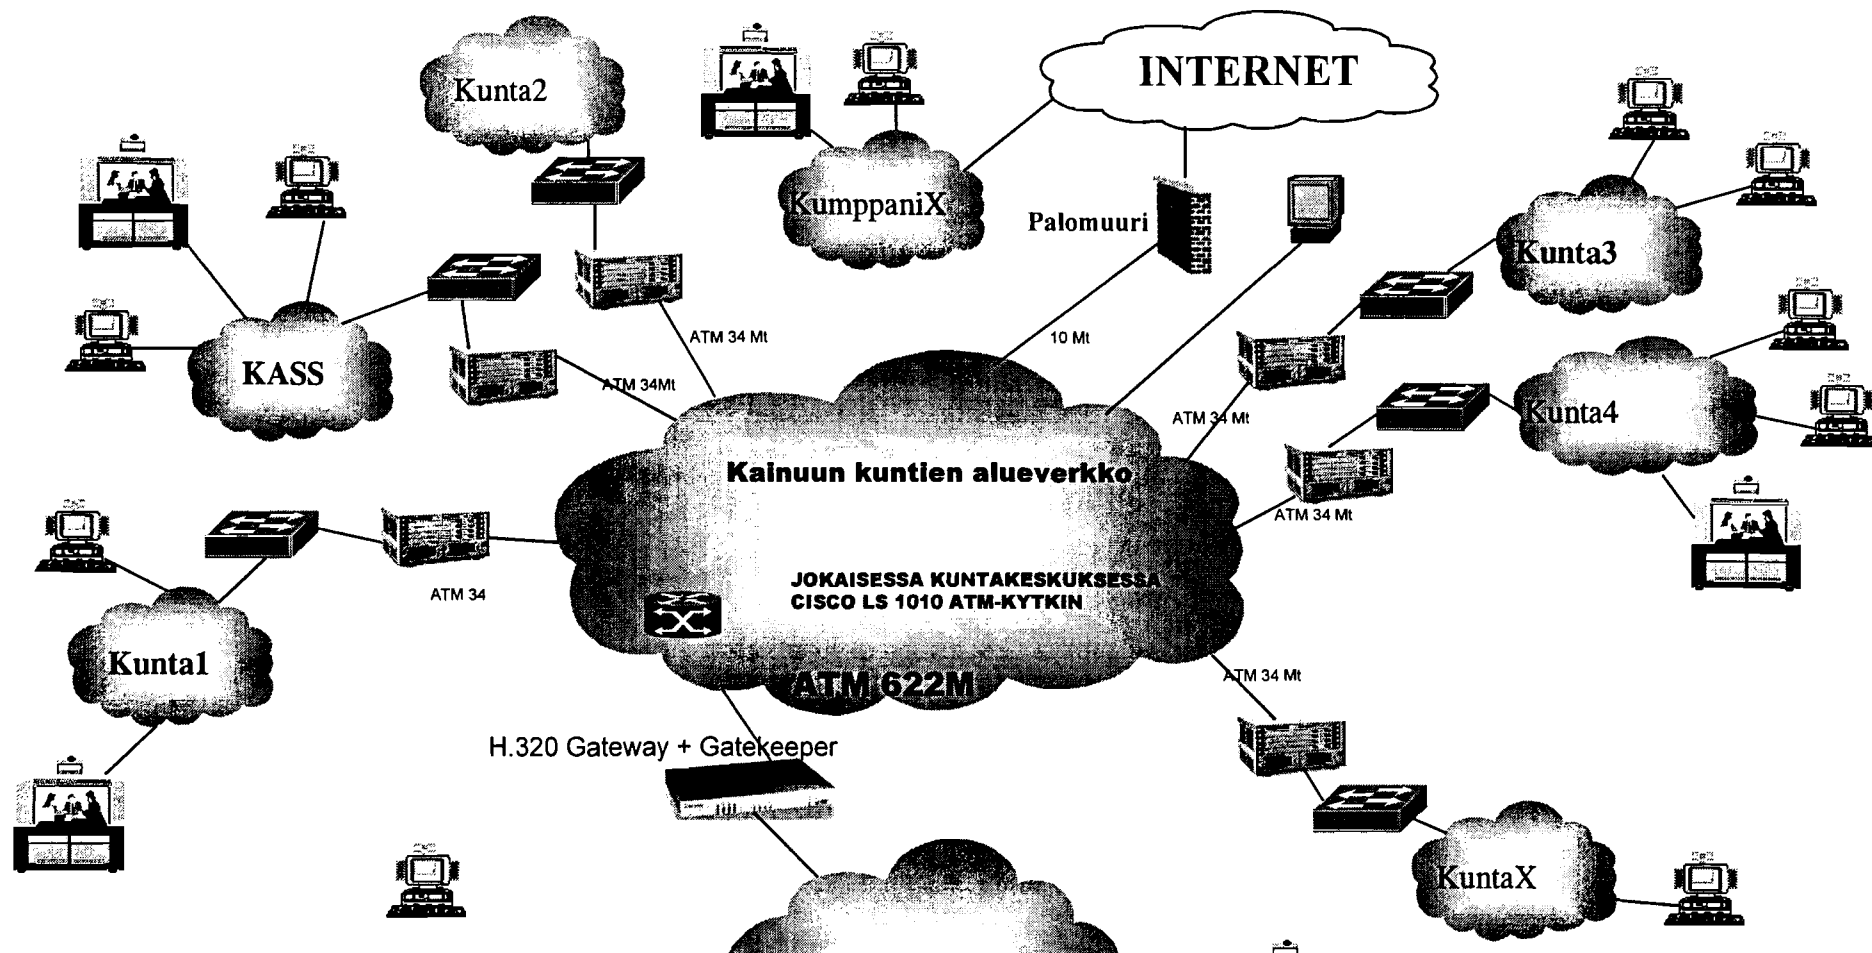 Kunta2
INTERNET
KumppaniX
Palomuuri
Kunta3
ATM 34 Mt
10 Mt
KASS
ATM 34Mt
ATM 34 Mt
Kunta4
Kainuun kuntien alueverkko
ATM 34 Mt
JOKAISESSA KUNTAKESKUKSESSA
CISCO LS 1010 ATM-KYTKIN
ATM 34
Kunta1
ATM 622M
ATM 34 Mt
H.320 Gateway + Gatekeeper
KuntaX